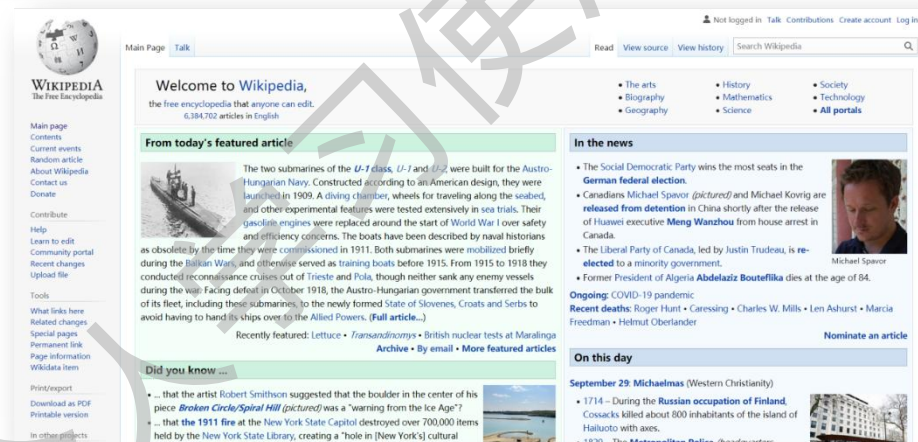 Not logged in Talk Contributions Create account Log in
Main Page Talk
Read View source View history Search Wikipedia
WIKIPEDIA
The Free Encyclopedia
Main page
Contents
Current events
Random article
About Wikipedia
Contact us
Donate
Contribute
Help
Learn to edit
Community portal
Recent changes
Upload file
Tools
What links here
Related changes
Special pages
Permanent link
Page information
Wikidata item
Print/export
Download as PDF
Printable version
In other projects
Welcome to Wikipedia,
the free encyclopedia that anyone can edit.
6,384,702 articles in English
• The arts
• Biography
• Geography
• History
• Mathematics
• Science
• Society
• Technology
• All portals
From today's featured article
The two submarines of the U-1 class, U-1 and U-2, were built for the Austro-
Hungarian Navy. Constructed according to an American design, they were
launched in 1909. A diving chamber, wheels for traveling along the seabed,
and other experimental features were tested extensively in sea trials. Their
gasoline engines were replaced around the start of World War I over safety
and efficiency concerns. The boats have been described by naval historians
as obsolete by the time they were commissioned in 1911. Both submarines were mobilized briefly
during the Balkan Wars, and otherwise served as training boats before 1915. From 1915 to 1918 they
conducted reconnaissance cruises out of Trieste and Pola, though neither sank any enemy vessels
during the war. Facing defeat in October 1918, the Austro-Hungarian government transferred the bulk
of its fleet, including these submarines, to the newly formed State of Slovenes, Croats and Serbs to
avoid having to hand its ships over to the Allied Powers. (Full article...)
Recently featured: Lettuce • Transandinomys • British nuclear tests at Maralinga
Archive • By email • More featured articles
Did you know ...
• ... that the artist Robert Smithson suggested that the boulder in the center of his
piece Broken Circle/Spiral Hill (pictured) was a "warning from the Ice Age"?
• ... that the 1911 fire at the New York State Capitol destroyed over 700,000 items
held by the New York State Library, creating a "hole in [New York's] cultural
In the news
• The Social Democratic Party wins the most seats in the
German federal election.
• Canadians Michael Spavor (pictured) and Michael Kovrig are
released from detention in China shortly after the release
of Huawei executive Meng Wanzhou from house arrest in
Canada.
• The Liberal Party of Canada, led by Justin Trudeau, is re-
elected to a minority government.
• Former President of Algeria Abdelaziz Bouteflika dies at the age of 84.
Michael Spavor
Ongoing: COVID-19 pandemic
Recent deaths: Roger Hunt • Caressing • Charles W. Mills • Len Ashurst • Marcia
Freedman • Helmut Oberlander
Nominate an article
On this day
September 29: Michaelmas (Western Christianity)
• 1714 – During the Russian occupation of Finland,
Cossacks killed about 800 inhabitants of the island of
Hailuoto with axes.
• 1829 – The Metropolitan Police (headquarters
人学习使